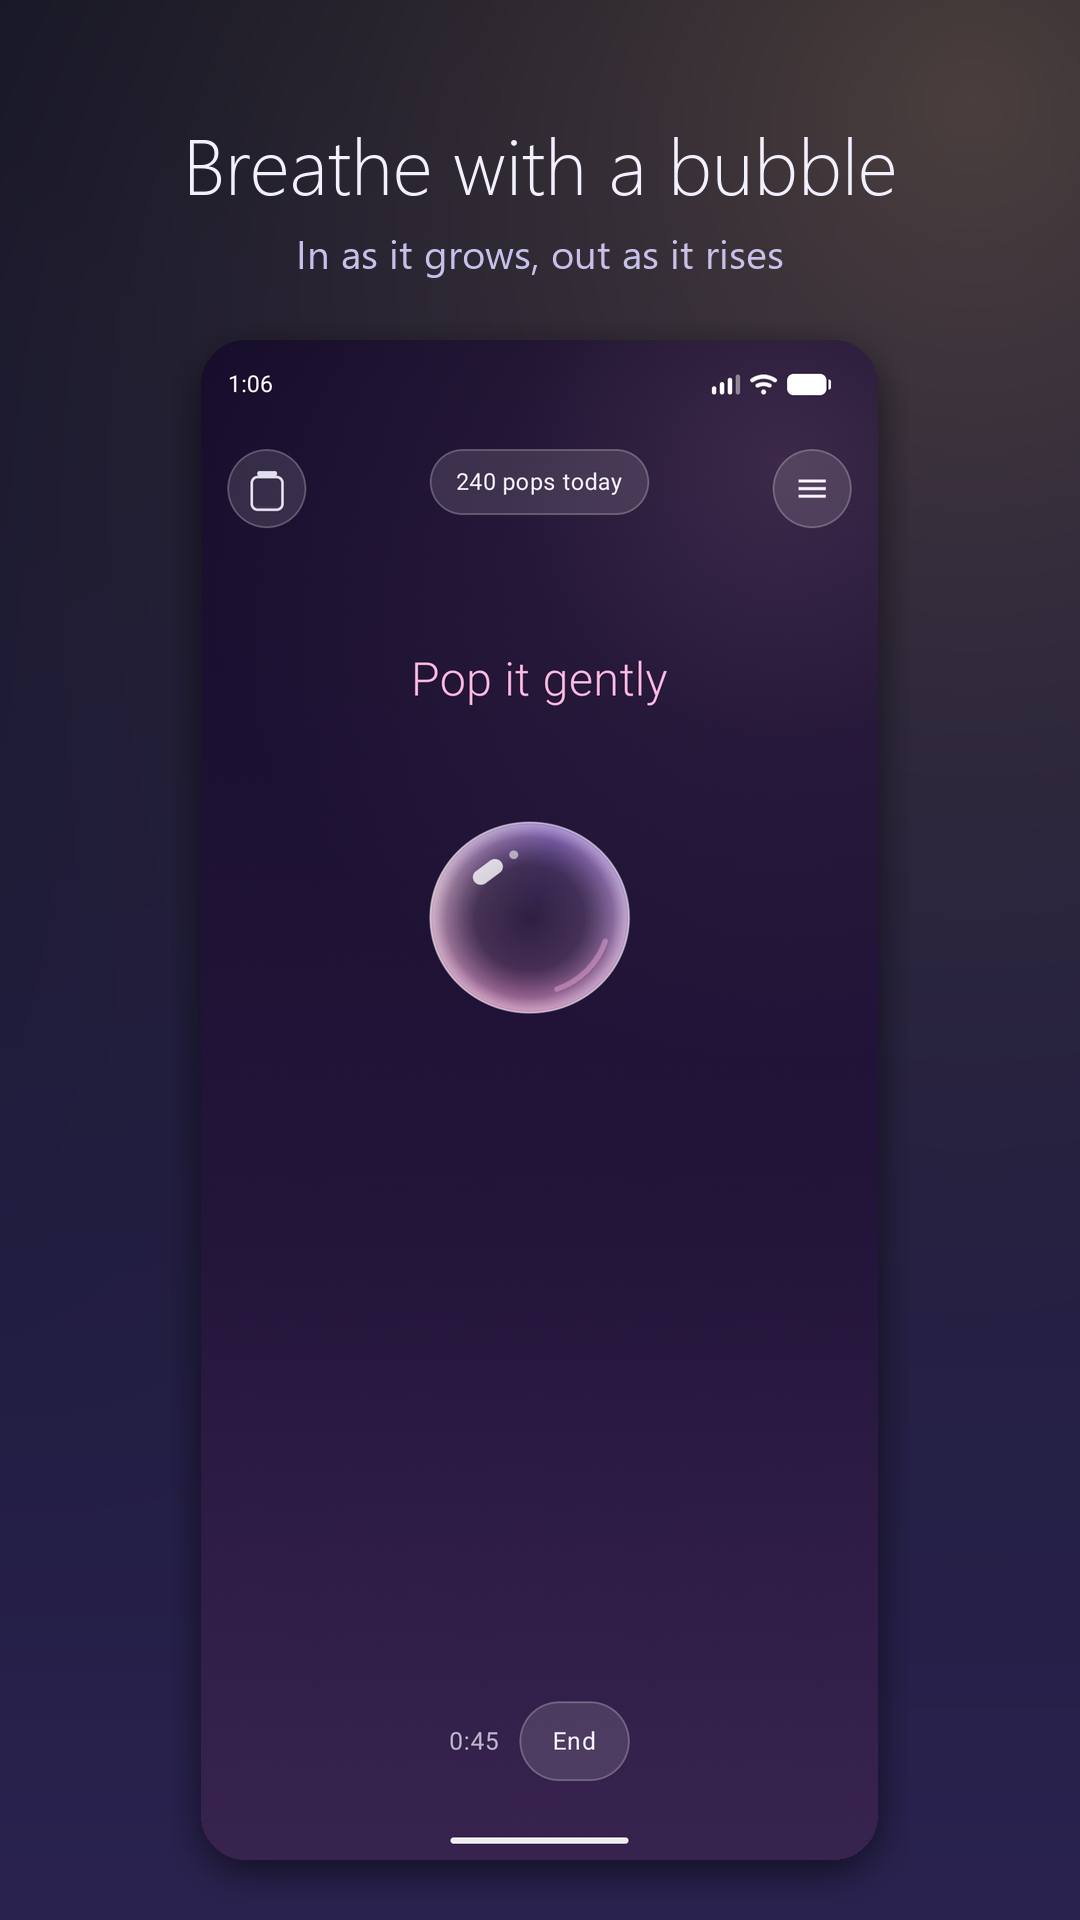 Breathe with a bubble
In as it grows, out as it rises
1:06
240 pops today
Pop it gently
0:45
End